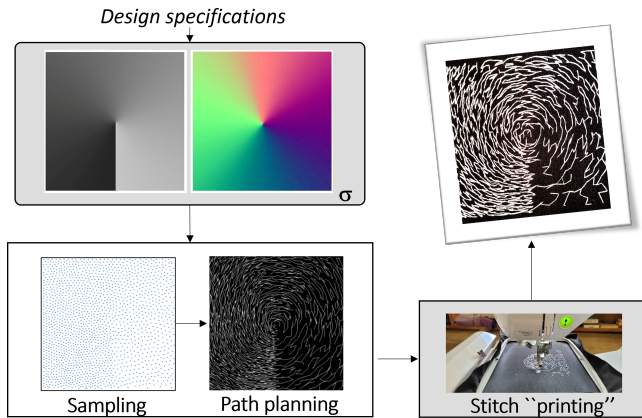 Design specifications
σ
Sampling
Path planning
Stitch ``printing’’